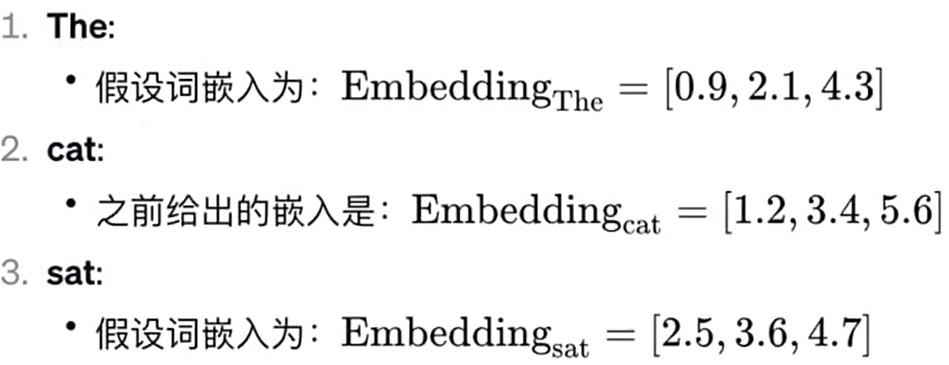 1. The:
• 假设词嵌入为：Embedding_The = [0.9, 2.1, 4.3]
2. cat:
• 之前给出的嵌入是：Embedding_cat = [1.2, 3.4, 5.6]
3. sat:
• 假设词嵌入为：Embedding_sat = [2.5, 3.6, 4.7]